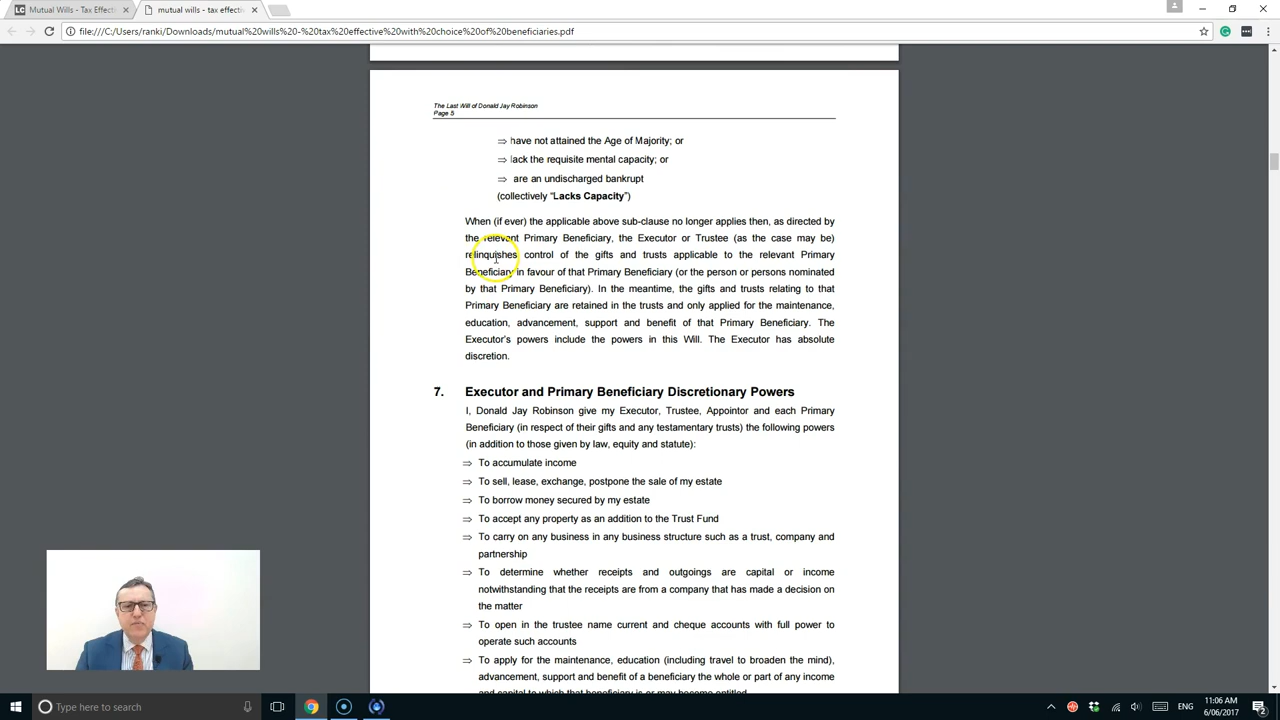 Mutual Wills - Tax Effec
mutual wills - tax effecti
file:///C:/Users/ranki/Downloads/mutual%20wills%20-%20tax%20effective%20with%20choice%20of%20beneficiaries.pdf
The Last Will of Donald Jay Robinson
Page 5
⇒ have not attained the Age of Majority; or
⇒ lack the requisite mental capacity; or
⇒ are an undischarged bankrupt
(collectively "Lacks Capacity")
When (if ever) the applicable above sub-clause no longer applies then, as directed by
the relevant Primary Beneficiary, the Executor or Trustee (as the case may be)
relinquishes control of the gifts and trusts applicable to the relevant Primary
Beneficiary in favour of that Primary Beneficiary (or the person or persons nominated
by that Primary Beneficiary). In the meantime, the gifts and trusts relating to that
Primary Beneficiary are retained in the trusts and only applied for the maintenance,
education, advancement, support and benefit of that Primary Beneficiary. The
Executor's powers include the powers in this Will. The Executor has absolute
discretion.
7. Executor and Primary Beneficiary Discretionary Powers
I, Donald Jay Robinson give my Executor, Trustee, Appointor and each Primary
Beneficiary (in respect of their gifts and any testamentary trusts) the following powers
(in addition to those given by law, equity and statute):
⇒ To accumulate income
⇒ To sell, lease, exchange, postpone the sale of my estate
⇒ To borrow money secured by my estate
⇒ To accept any property as an addition to the Trust Fund
⇒ To carry on any business in any business structure such as a trust, company and
partnership
⇒ To determine whether receipts and outgoings are capital or income
notwithstanding that the receipts are from a company that has made a decision on
the matter
⇒ To open in the trustee name current and cheque accounts with full power to
operate such accounts
⇒ To apply for the maintenance, education (including travel to broaden the mind),
advancement, support and benefit of a beneficiary the whole or part of any income
and capital to which that beneficiary is or may become entitled
Type here to search
ENG
11:06 AM
6/06/2017
2